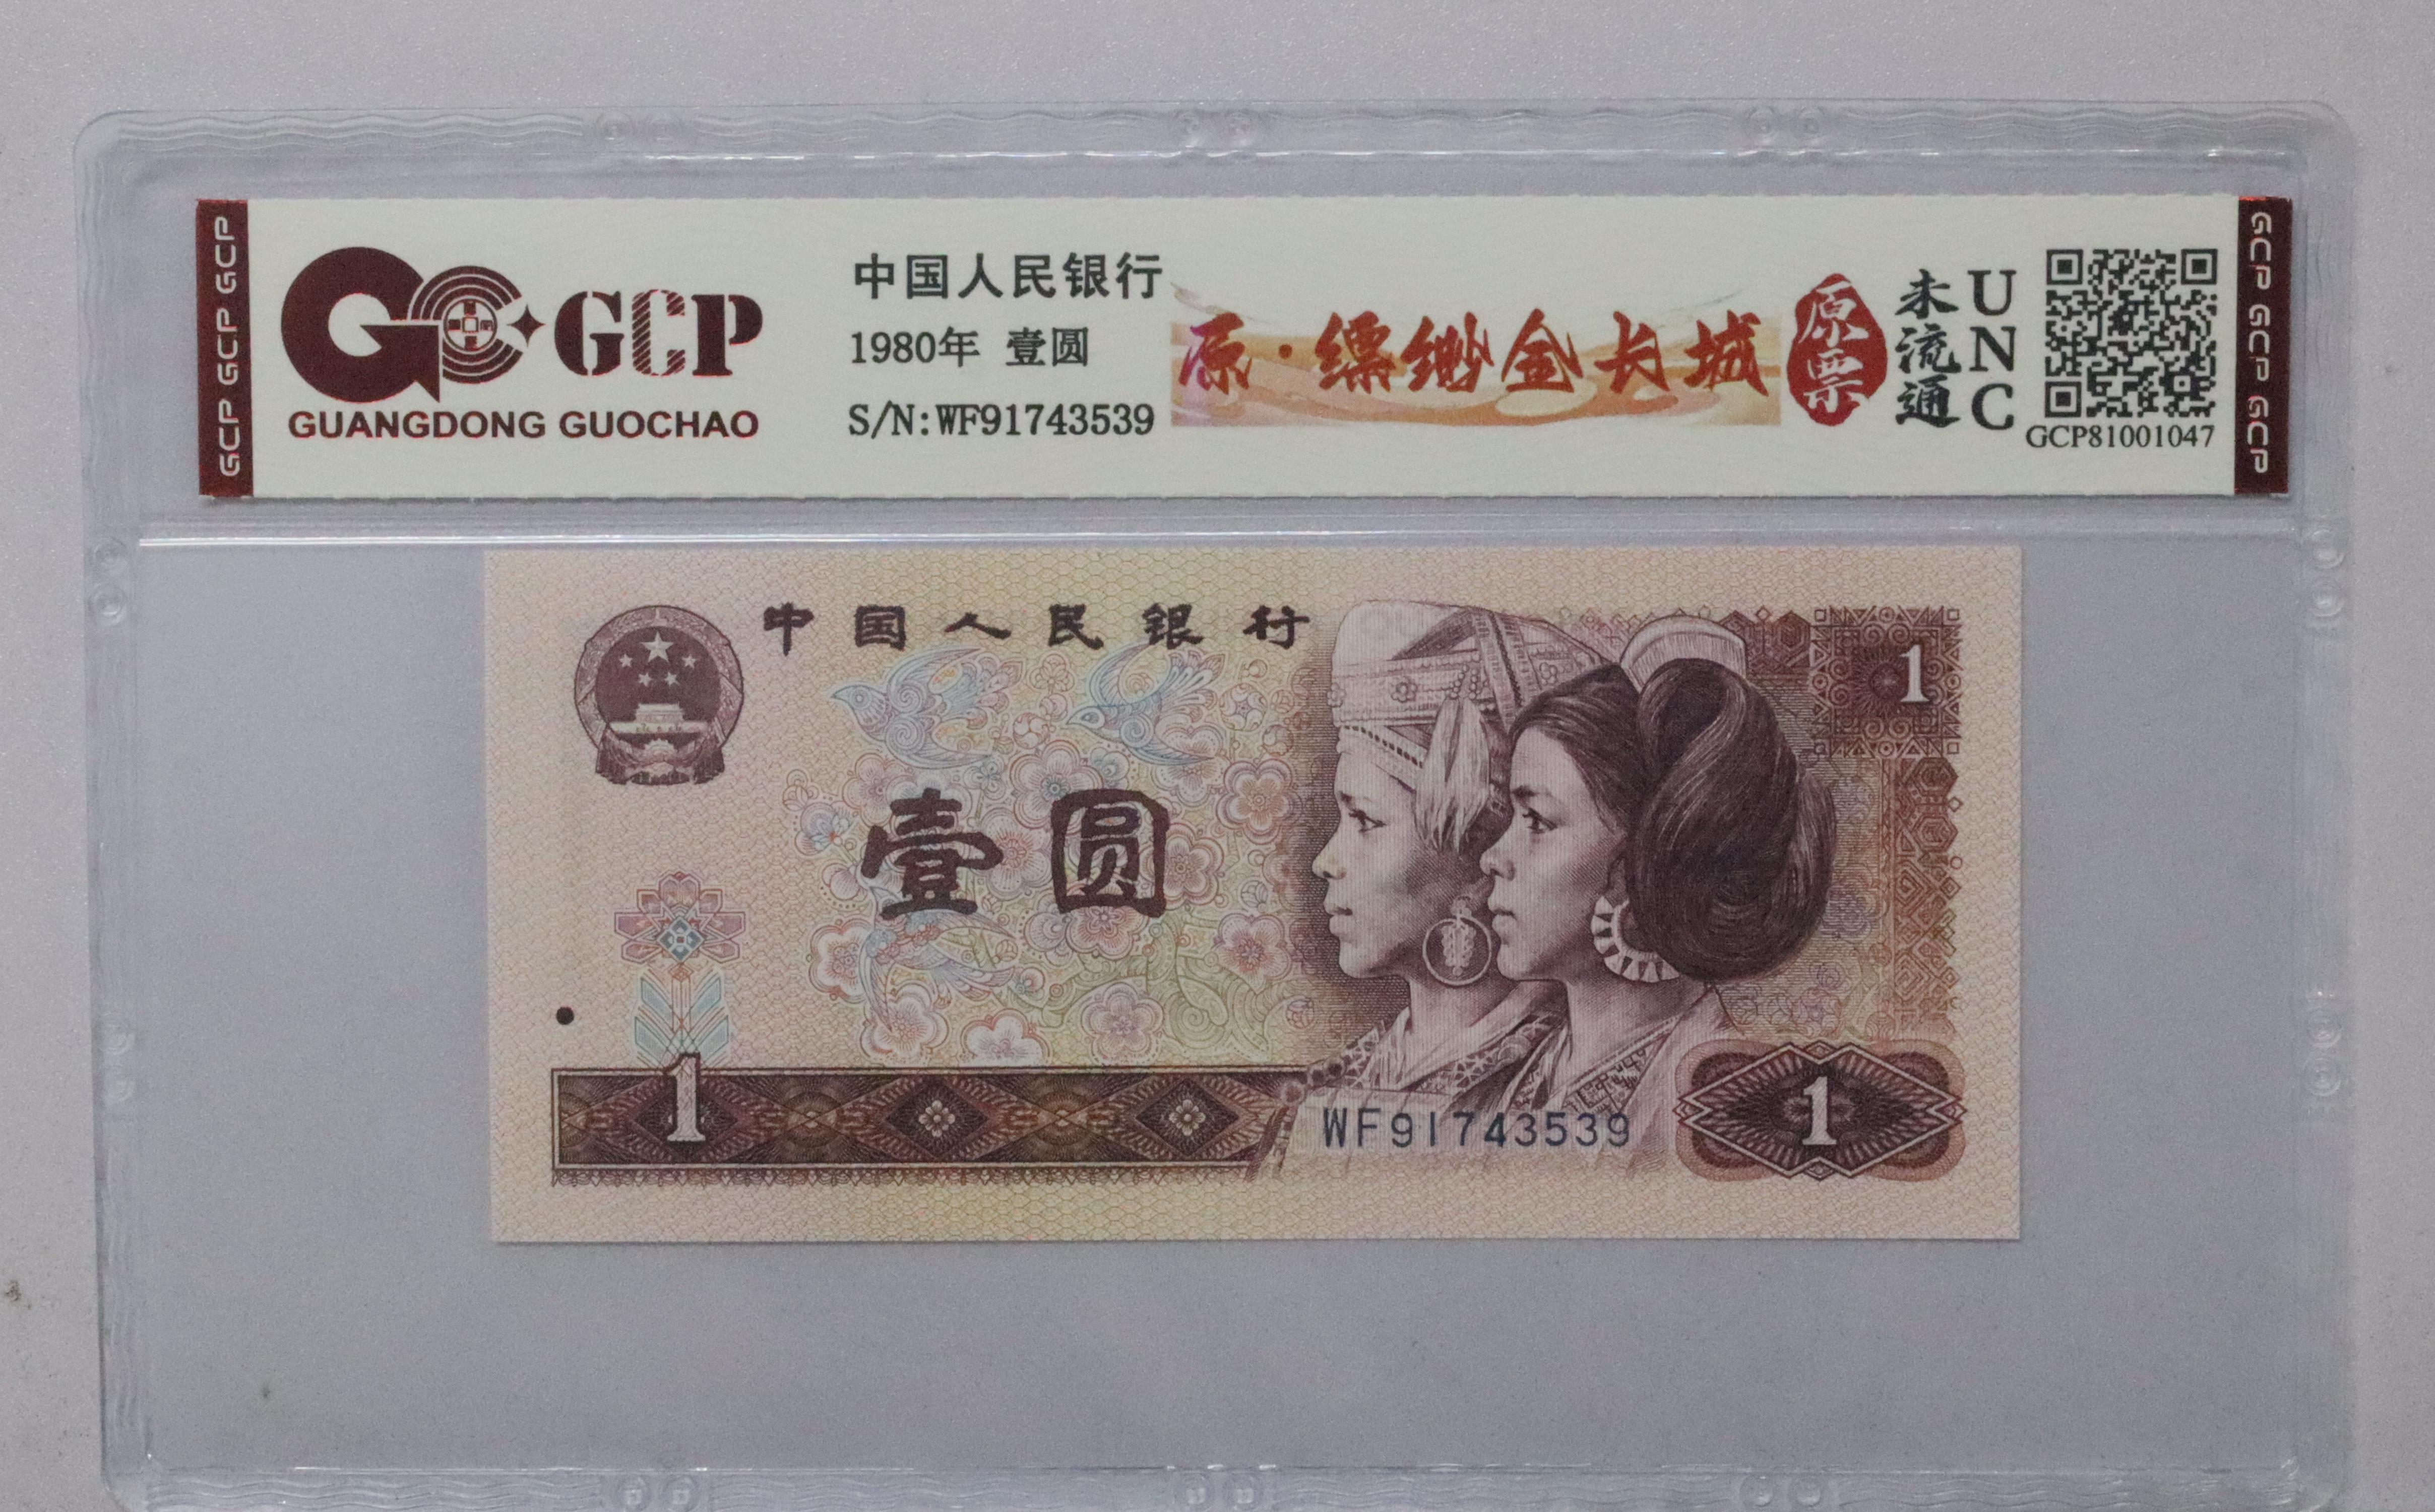 GCP GCP GCP
GCP
GUANGDONG GUOCHAO
中国人民银行
1980年 壹圆
S/N:WF91743539
原·缥缈金长城
原票
未流通
UNC
GCP81001047
GCP GCP GCP
中国人民银行
1
壹圆
1
WF91743539
1